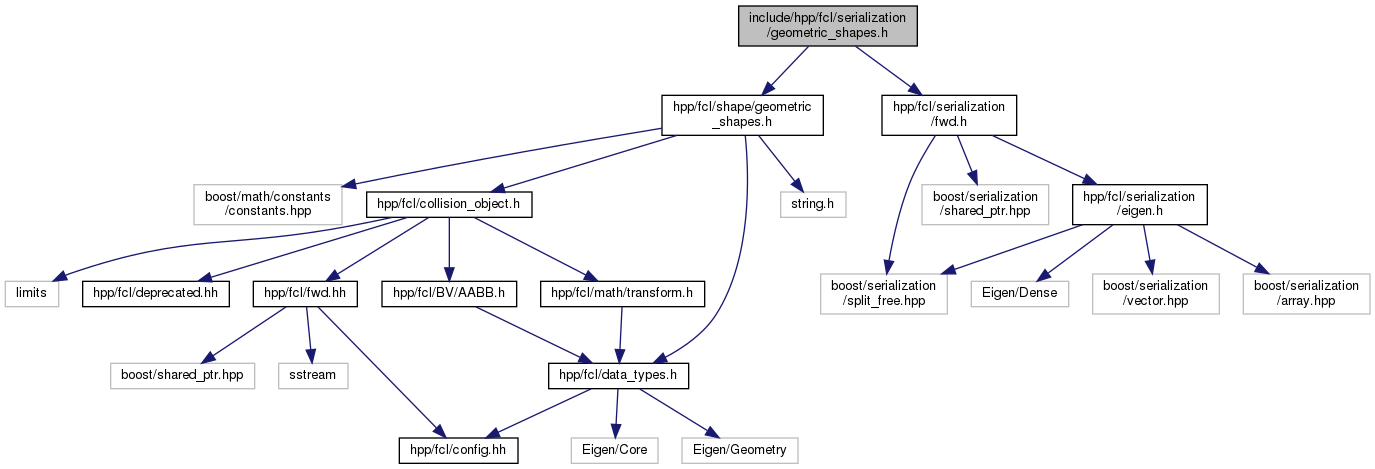 include/hpp/fcl/serialization
/geometric_shapes.h
hpp/fcl/shape/geometric
_shapes.h
hpp/fcl/serialization
/fwd.h
boost/math/constants
/constants.hpp
hpp/fcl/collision_object.h
string.h
boost/serialization
/shared_ptr.hpp
hpp/fcl/serialization
/eigen.h
limits
hpp/fcl/deprecated.hh
hpp/fcl/fwd.hh
hpp/fcl/BV/AABB.h
hpp/fcl/math/transform.h
boost/serialization
/split_free.hpp
Eigen/Dense
boost/serialization
/vector.hpp
boost/serialization
/array.hpp
boost/shared_ptr.hpp
sstream
hpp/fcl/data_types.h
hpp/fcl/config.hh
Eigen/Core
Eigen/Geometry